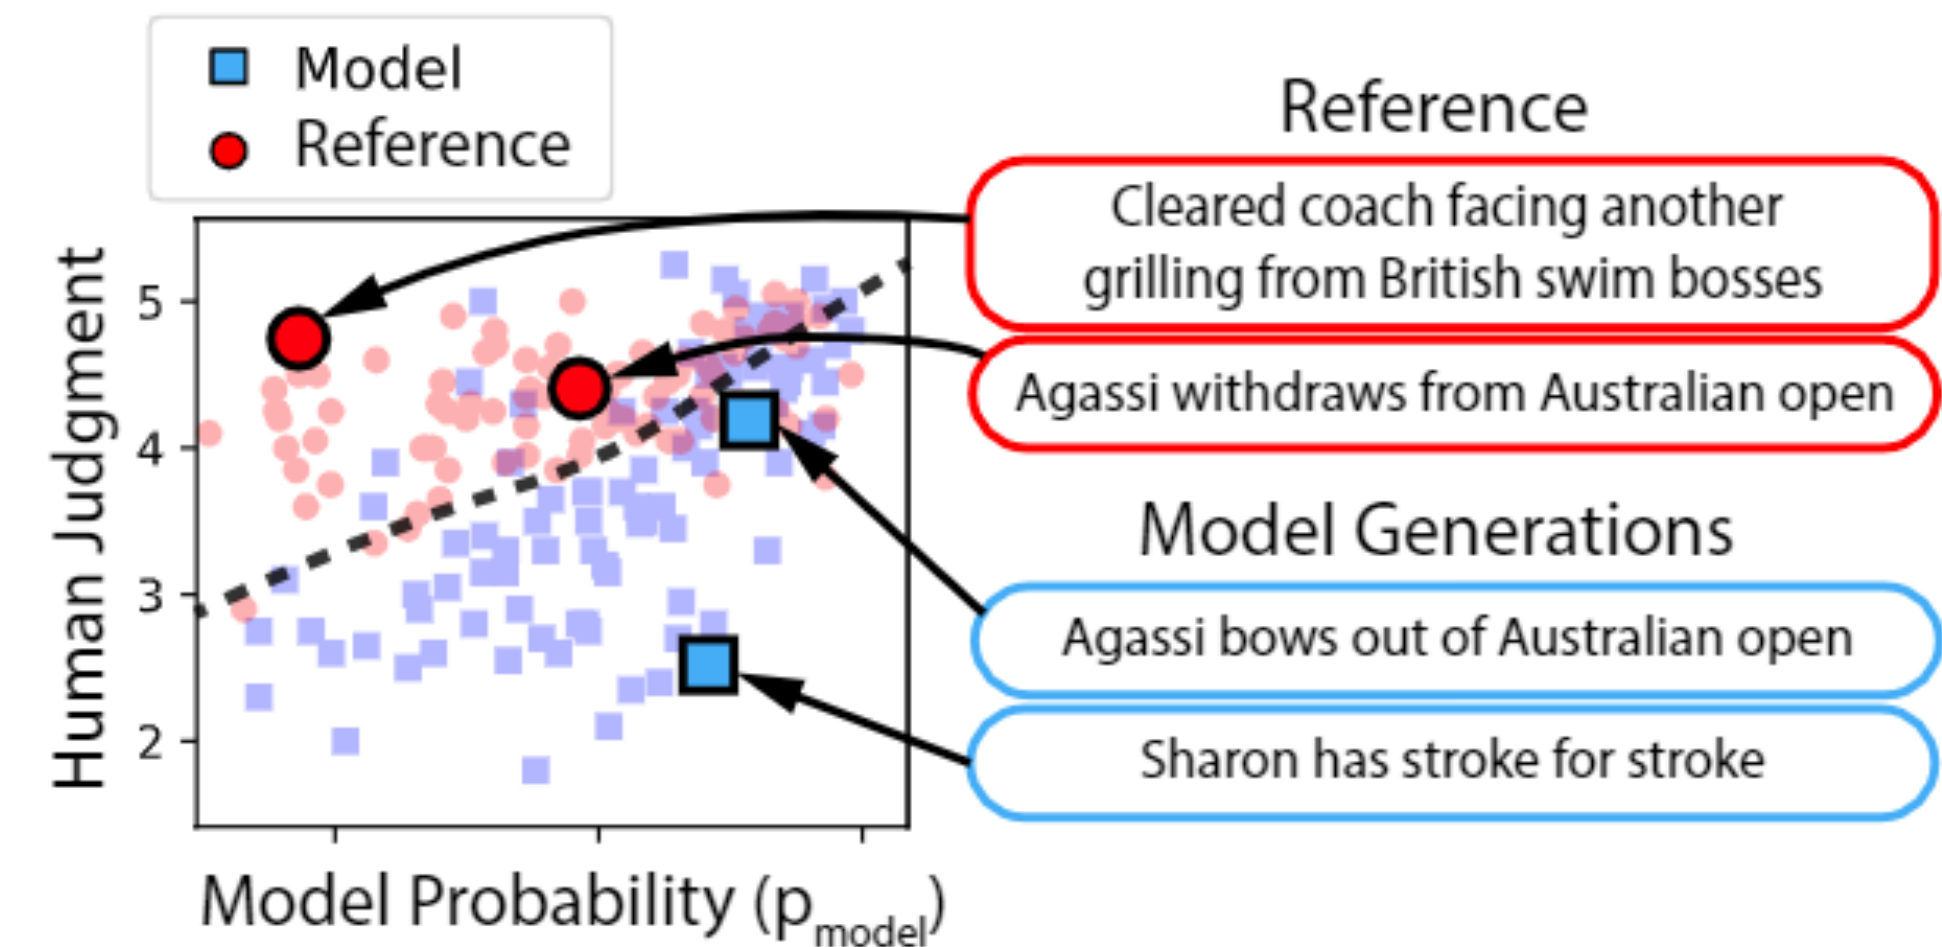 Model
Reference
Reference
Cleared coach facing another
grilling from British swim bosses
Agassi withdraws from Australian open
Model Generations
Agassi bows out of Australian open
Sharon has stroke for stroke
Human Judgment
5
4
3
2
Model Probability (pmodel)